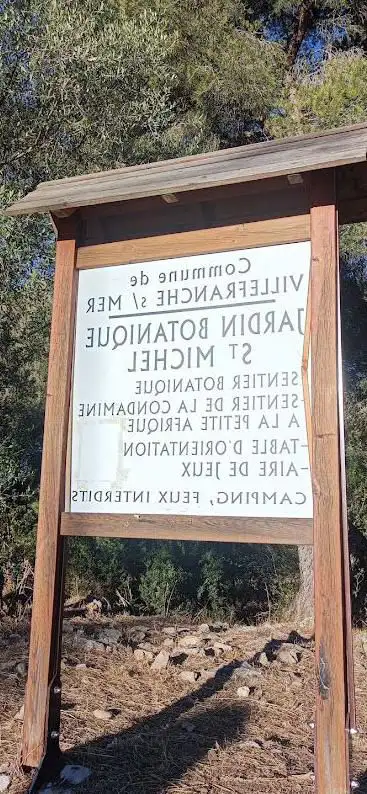 Commune de
VILLEFRANCHE s/ MER
JARDIN BOTANIQUE
ST MICHEL
SENTIER BOTANIQUE
-SENTIER DE LA CONDAMINE
A LA PETITE AFRIQUE
-TABLE D'ORIENTATION
-AIRE DE JEUX
CAMPING, FEUX INTERDITS